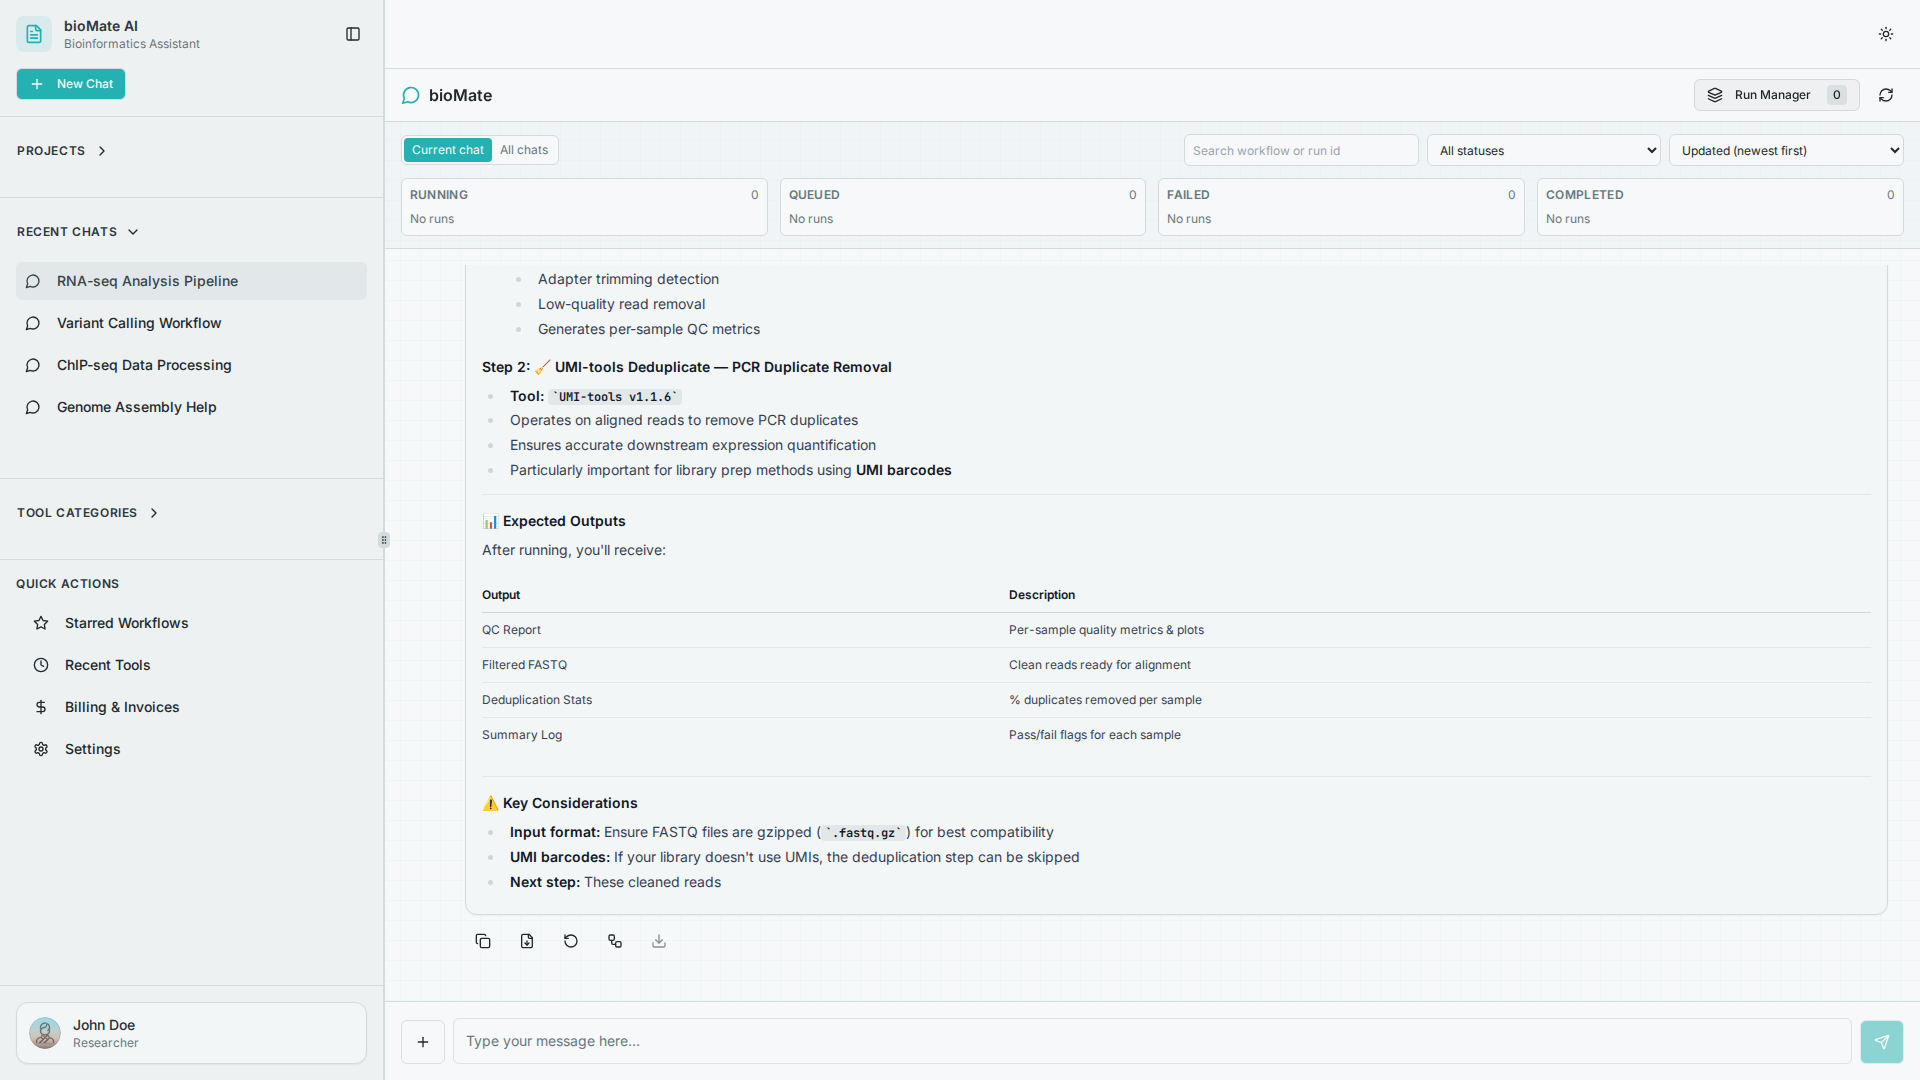 bioMate AI
Bioinformatics Assistant
New Chat
PROJECTS
RECENT CHATS
RNA-seq Analysis Pipeline
Variant Calling Workflow
ChIP-seq Data Processing
Genome Assembly Help
TOOL CATEGORIES
QUICK ACTIONS
Starred Workflows
Recent Tools
Billing & Invoices
Settings
John Doe
Researcher
bioMate
Run Manager 0
Current chat All chats
Search workflow or run id
All statuses
Updated (newest first)
RUNNING 0
No runs
QUEUED 0
No runs
FAILED 0
No runs
COMPLETED 0
No runs
Adapter trimming detection
Low-quality read removal
Generates per-sample QC metrics
Step 2: 🧹 UMI-tools Deduplicate — PCR Duplicate Removal
Tool: `UMI-tools v1.1.6`
Operates on aligned reads to remove PCR duplicates
Ensures accurate downstream expression quantification
Particularly important for library prep methods using UMI barcodes
📊 Expected Outputs
After running, you'll receive:
Output Description
QC Report Per-sample quality metrics & plots
Filtered FASTQ Clean reads ready for alignment
Deduplication Stats % duplicates removed per sample
Summary Log Pass/fail flags for each sample
⚠️ Key Considerations
Input format: Ensure FASTQ files are gzipped (`.fastq.gz`) for best compatibility
UMI barcodes: If your library doesn't use UMIs, the deduplication step can be skipped
Next step: These cleaned reads
Type your message here...